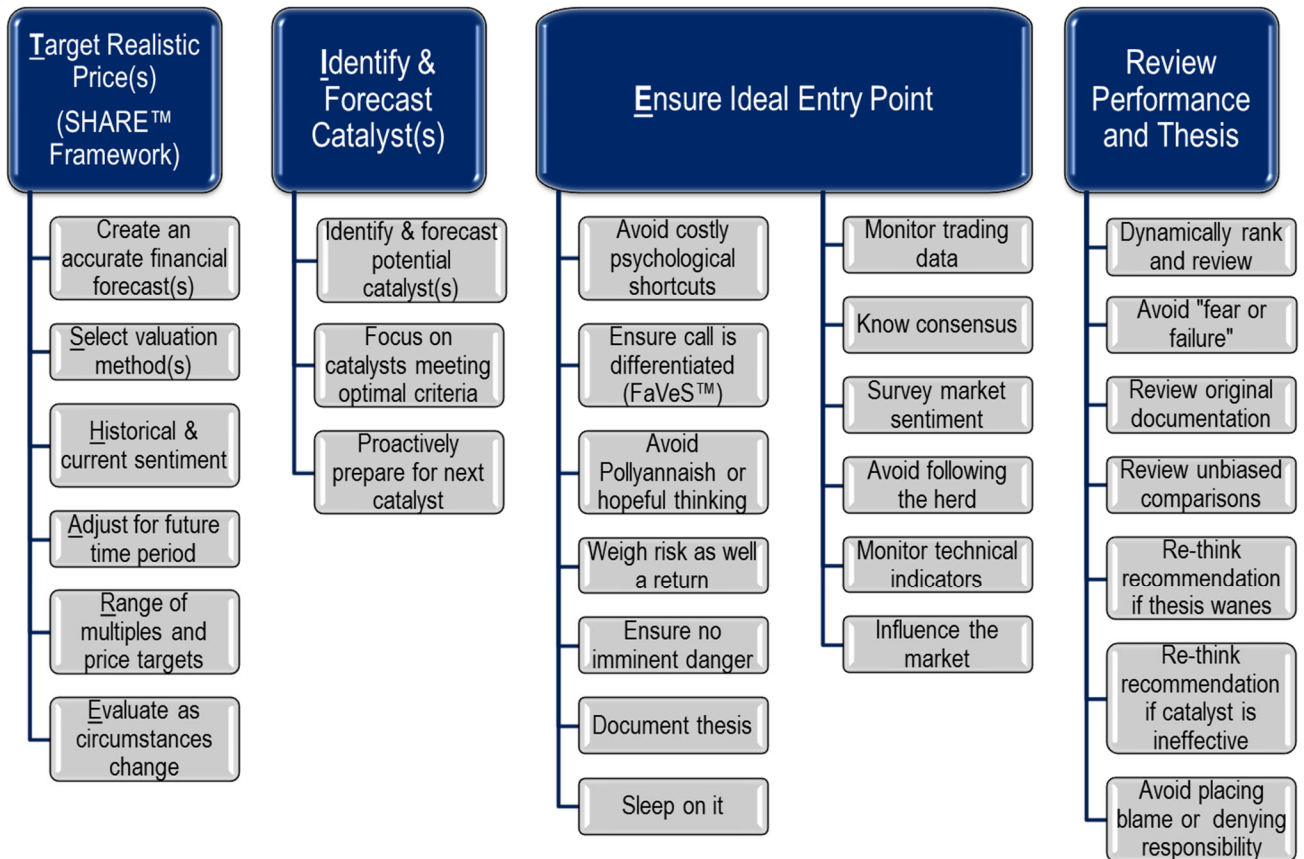 Target Realistic
Price(s)
(SHARE™
Framework)
Create an
accurate financial
forecast(s)
Select valuation
method(s)
Historical &
current sentiment
Adjust for future
time period
Range of
multiples and
price targets
Evaluate as
circumstances
change
Identify &
Forecast
Catalyst(s)
Identify & forecast
potential
catalyst(s)
Focus on
catalysts meeting
optimal criteria
Proactively
prepare for next
catalyst
Ensure Ideal Entry Point
Avoid costly
psychological
shortcuts
Ensure call is
differentiated
(FaVeS™)
Avoid
Pollyannaish or
hopeful thinking
Weigh risk as well
a return
Ensure no
imminent danger
Document thesis
Sleep on it
Monitor trading
data
Know consensus
Survey market
sentiment
Avoid following
the herd
Monitor technical
indicators
Influence the
market
Review
Performance
and Thesis
Dynamically rank
and review
Avoid "fear or
failure"
Review original
documentation
Review unbiased
comparisons
Re-think
recommendation
if thesis wanes
Re-think
recommendation
if catalyst is
ineffective
Avoid placing
blame or denying
responsibility